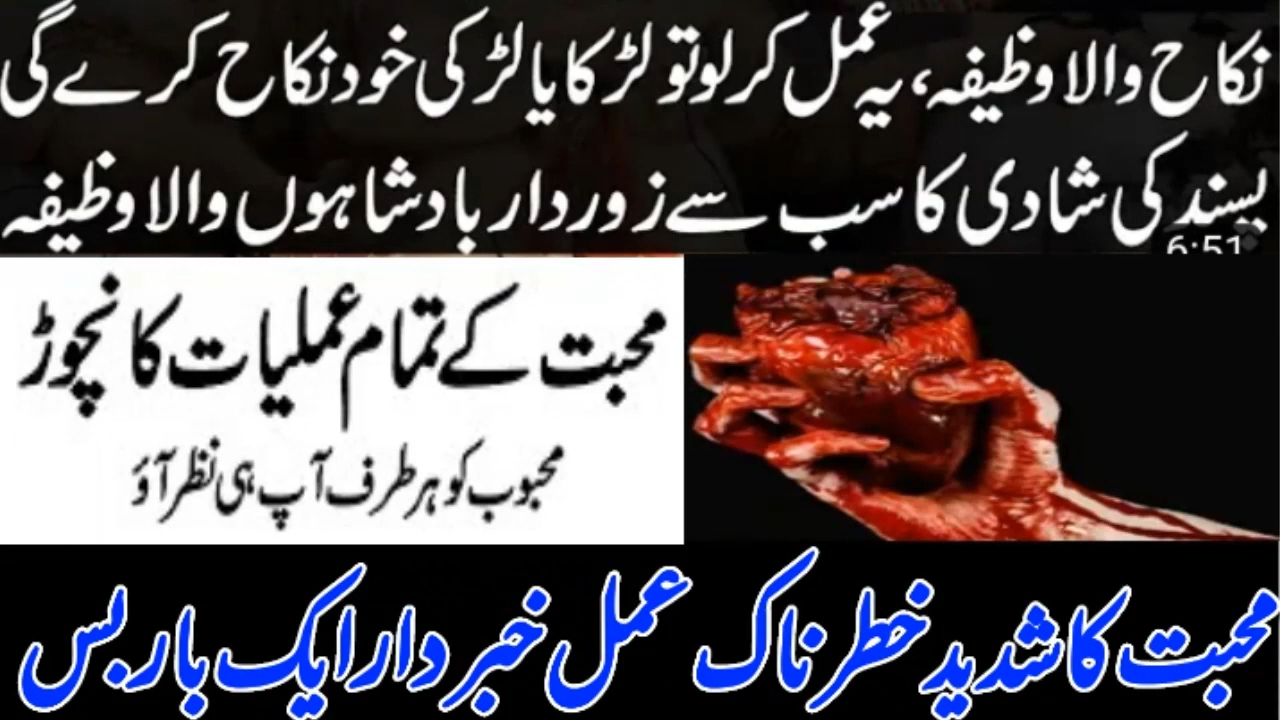 نکاح والا وظیفہ، یہ عمل کر لو تو لڑکا یا لڑکی خود نکاح کرے گی
پسند کی شادی کا سب سے زوردار بادشاہوں والا وظیفہ
6:51
محبت کے تمام عملیات کا نچوڑ
محبوب کو ہر طرف آپ ہی نظر آؤ
محبت کا شدید خطرناک عمل خبردار ایک بار بس